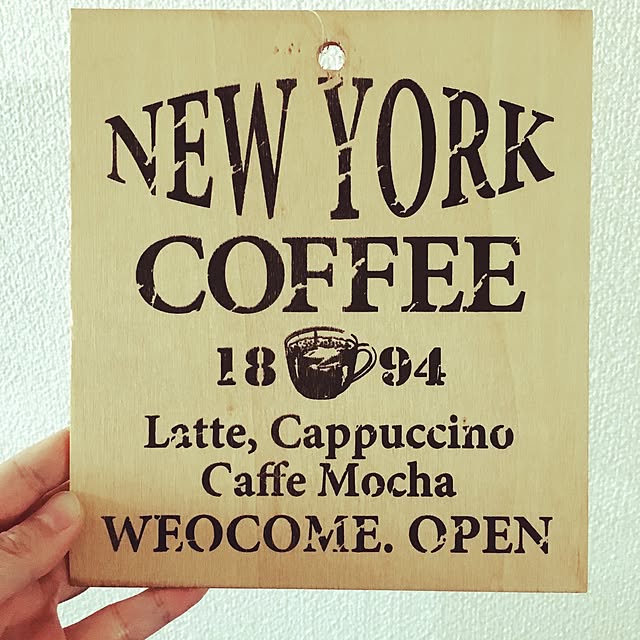 NEW YORK
COFFEE
18 94
Latte, Cappuccino
Caffe Mocha
WEOCOME. OPEN